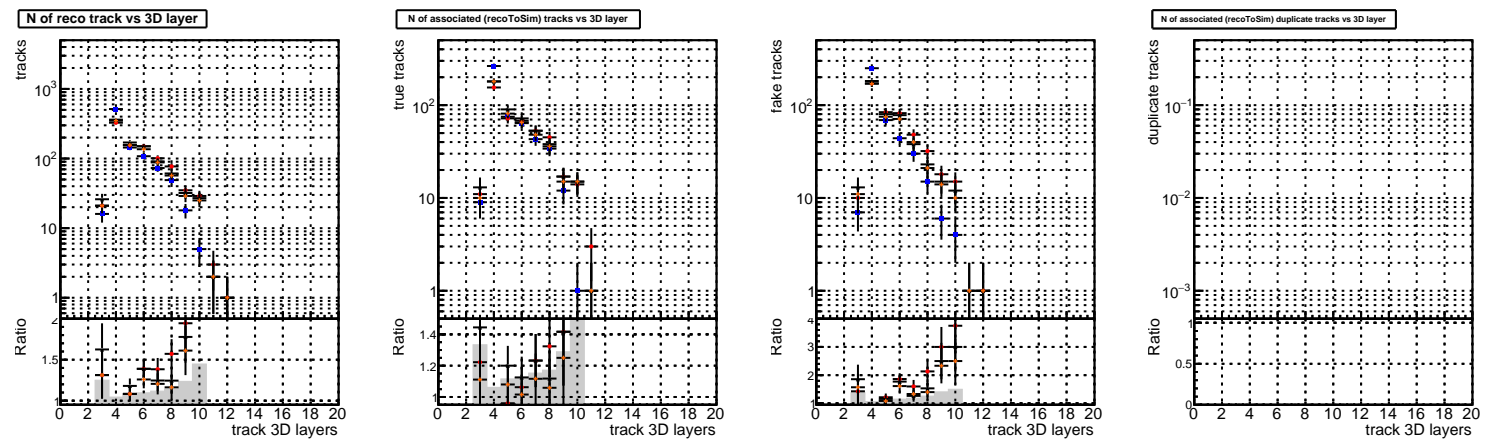 N of reco track vs 3D layer
tracks
10³
10²
10
1
Ratio
2
1.5
1
0 2 4 6 8 10 12 14 16 18 20
track 3D layers
N of associated (recoToSim) tracks vs 3D layer
true tracks
10²
10
1
Ratio
1.4
1.2
1
0 2 4 6 8 10 12 14 16 18 20
track 3D layers
fake tracks
10²
10
1
Ratio
4
3
2
1
0 2 4 6 8 10 12 14 16 18 20
track 3D layers
N of associated (recoToSim) duplicate tracks vs 3D layer
duplicate tracks
10⁻¹
10⁻²
10⁻³
Ratio
1
0.5
0
0 2 4 6 8 10 12 14 16 18 20
track 3D layers